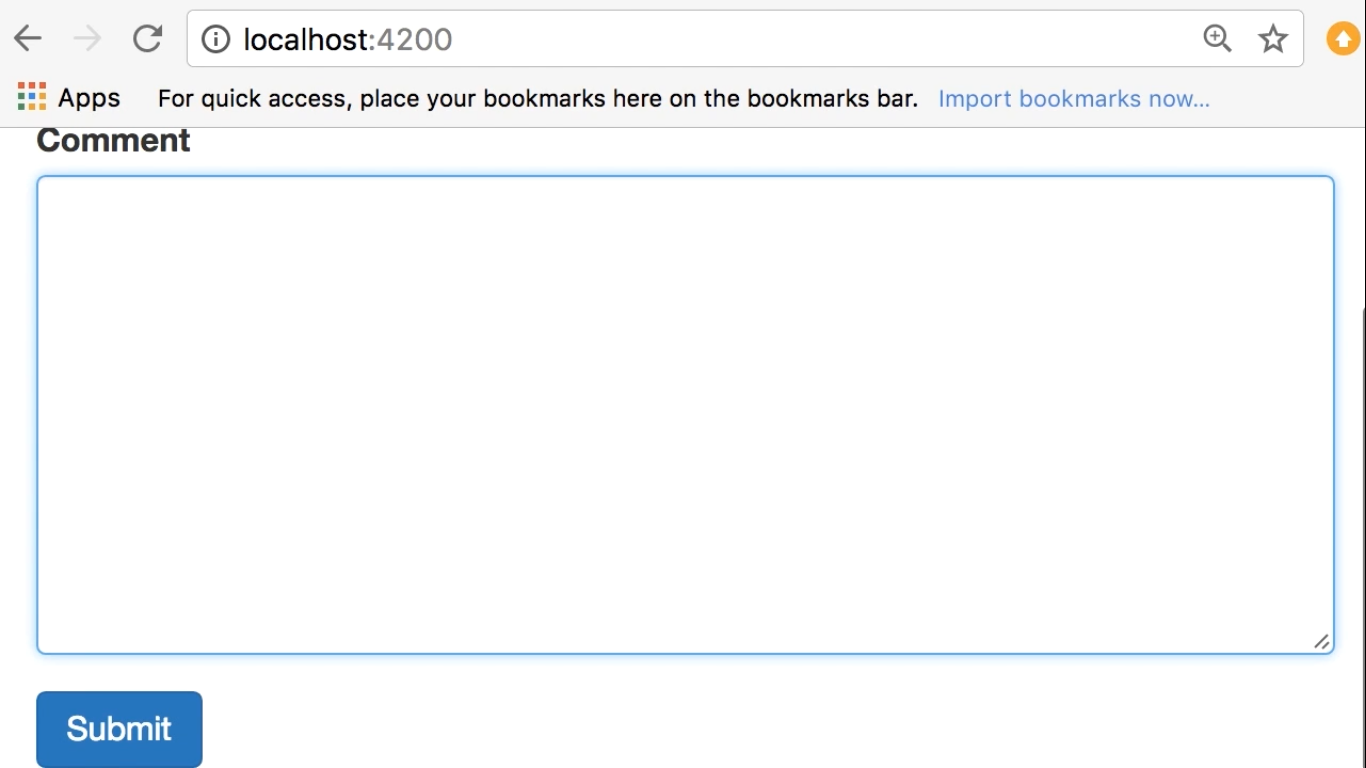 localhost:4200
Apps For quick access, place your bookmarks here on the bookmarks bar. Import bookmarks now...
Comment
Submit